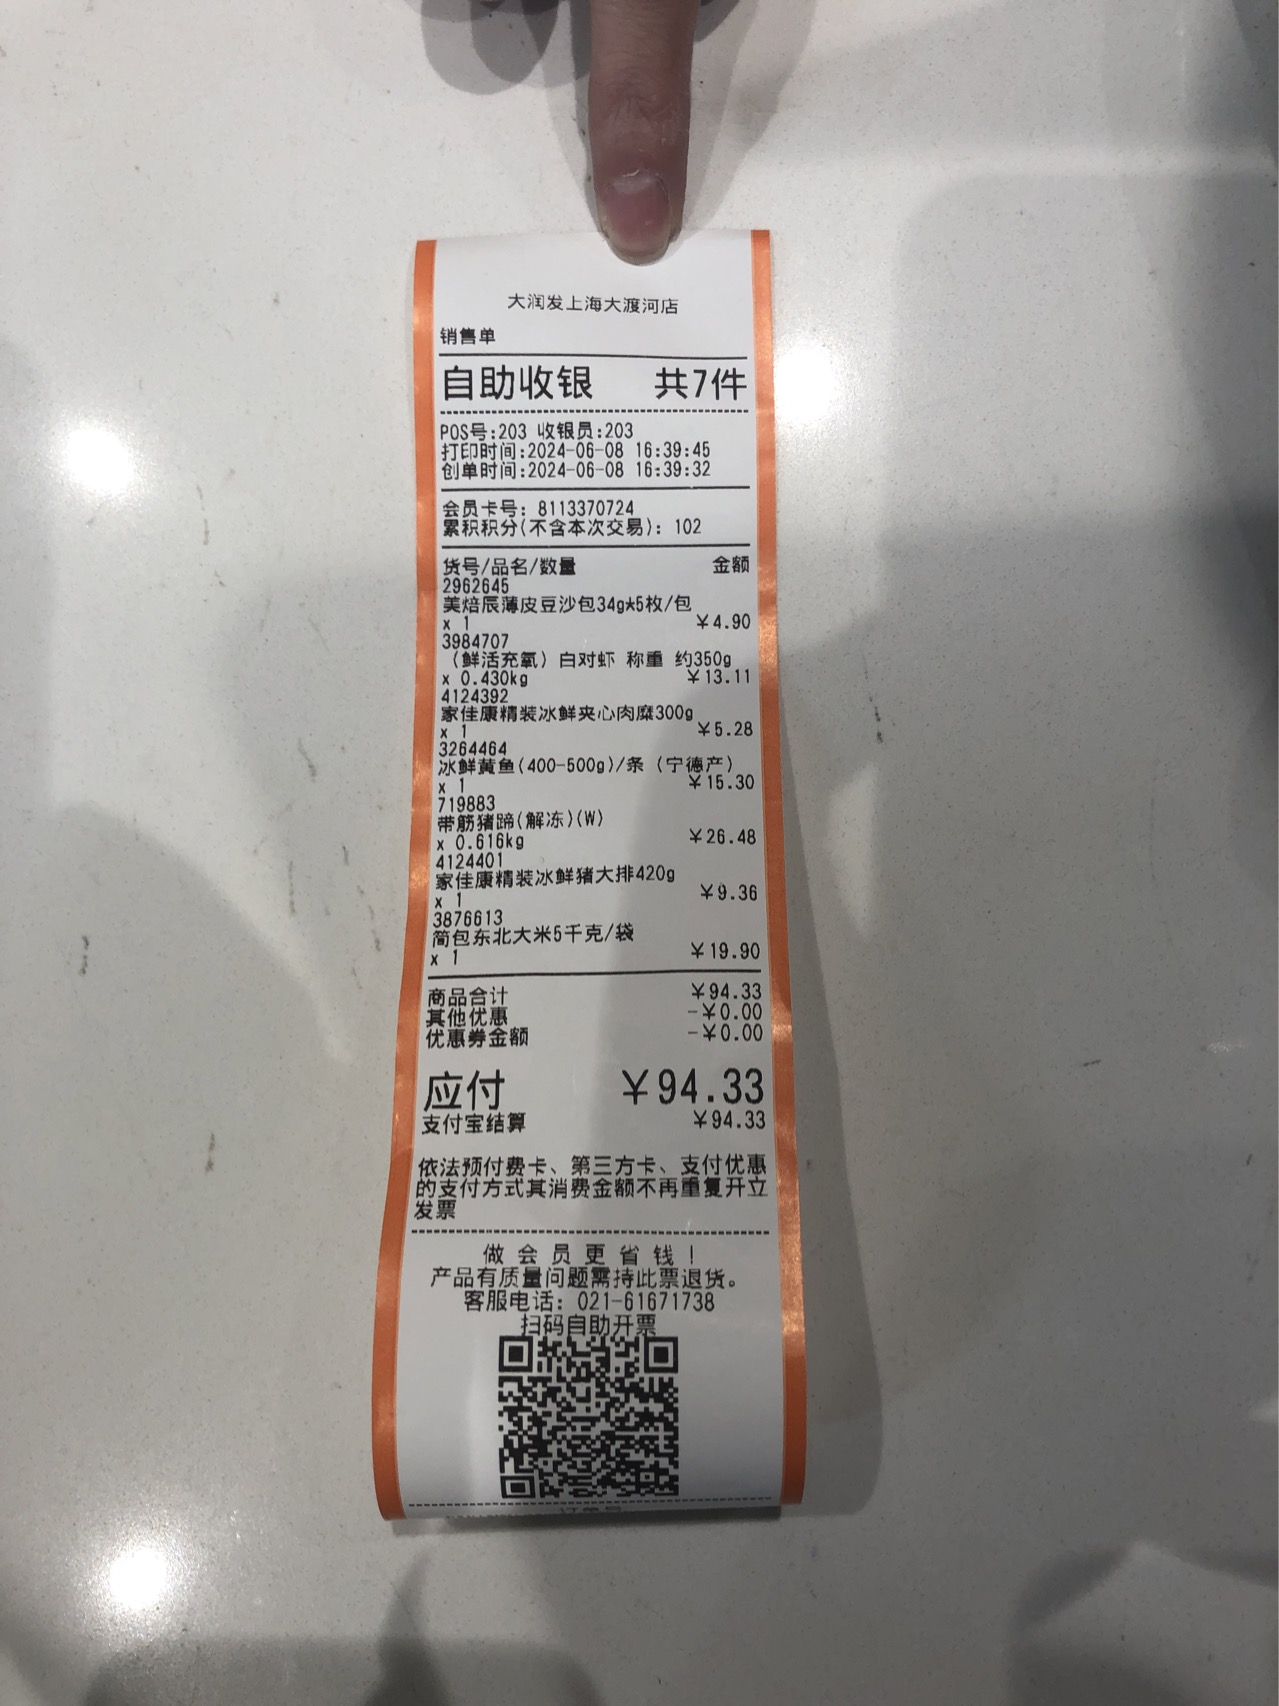 大润发上海大渡河店
销售单
自助收银 共7件
POS号:203 收银员:203
打印时间:2024-06-08 16:39:45
创单时间:2024-06-08 16:39:32
会员卡号: 8113370724
累积积分(不含本次交易): 102
货号/品名/数量 金额
2962645
美焙辰薄皮豆沙包34g*5枚/包
x 1 ￥4.90
3984707
(鲜活充氧) 白对虾 称重 约350g
x 0.430kg ￥13.11
4124392
家佳康精装冰鲜夹心肉糜300g
x 1 ￥5.28
3264464
冰鲜黄鱼(400-500g)/条 (宁德产)
x 1 ￥15.30
719883
带筋猪蹄(解冻)(W)
x 0.616kg ￥26.48
4124401
家佳康精装冰鲜猪大排420g
x 1 ￥9.36
3876613
简包东北大米5千克/袋
x 1 ￥19.90
商品合计 ￥94.33
其他优惠 -￥0.00
优惠券金额 -￥0.00
应付 ￥94.33
支付宝结算 ￥94.33
依法预付费卡、第三方卡、支付优惠
的支付方式其消费金额不再重复开立
发票
做会员更省钱!
产品有质量问题需持此票退货。
客服电话: 021-61671738
扫码自助开票